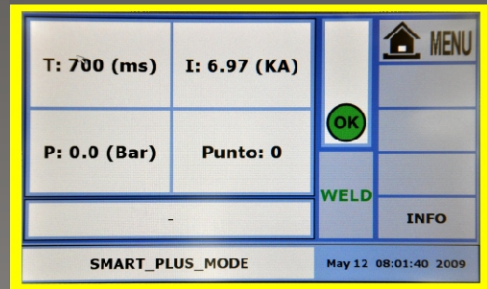 T: 700 (ms)
I: 6.97 (KA)
MENU
OK
P: 0.0 (Bar)
Punto: 0
WELD
-
INFO
SMART_PLUS_MODE
May 12 08:01:40 2009